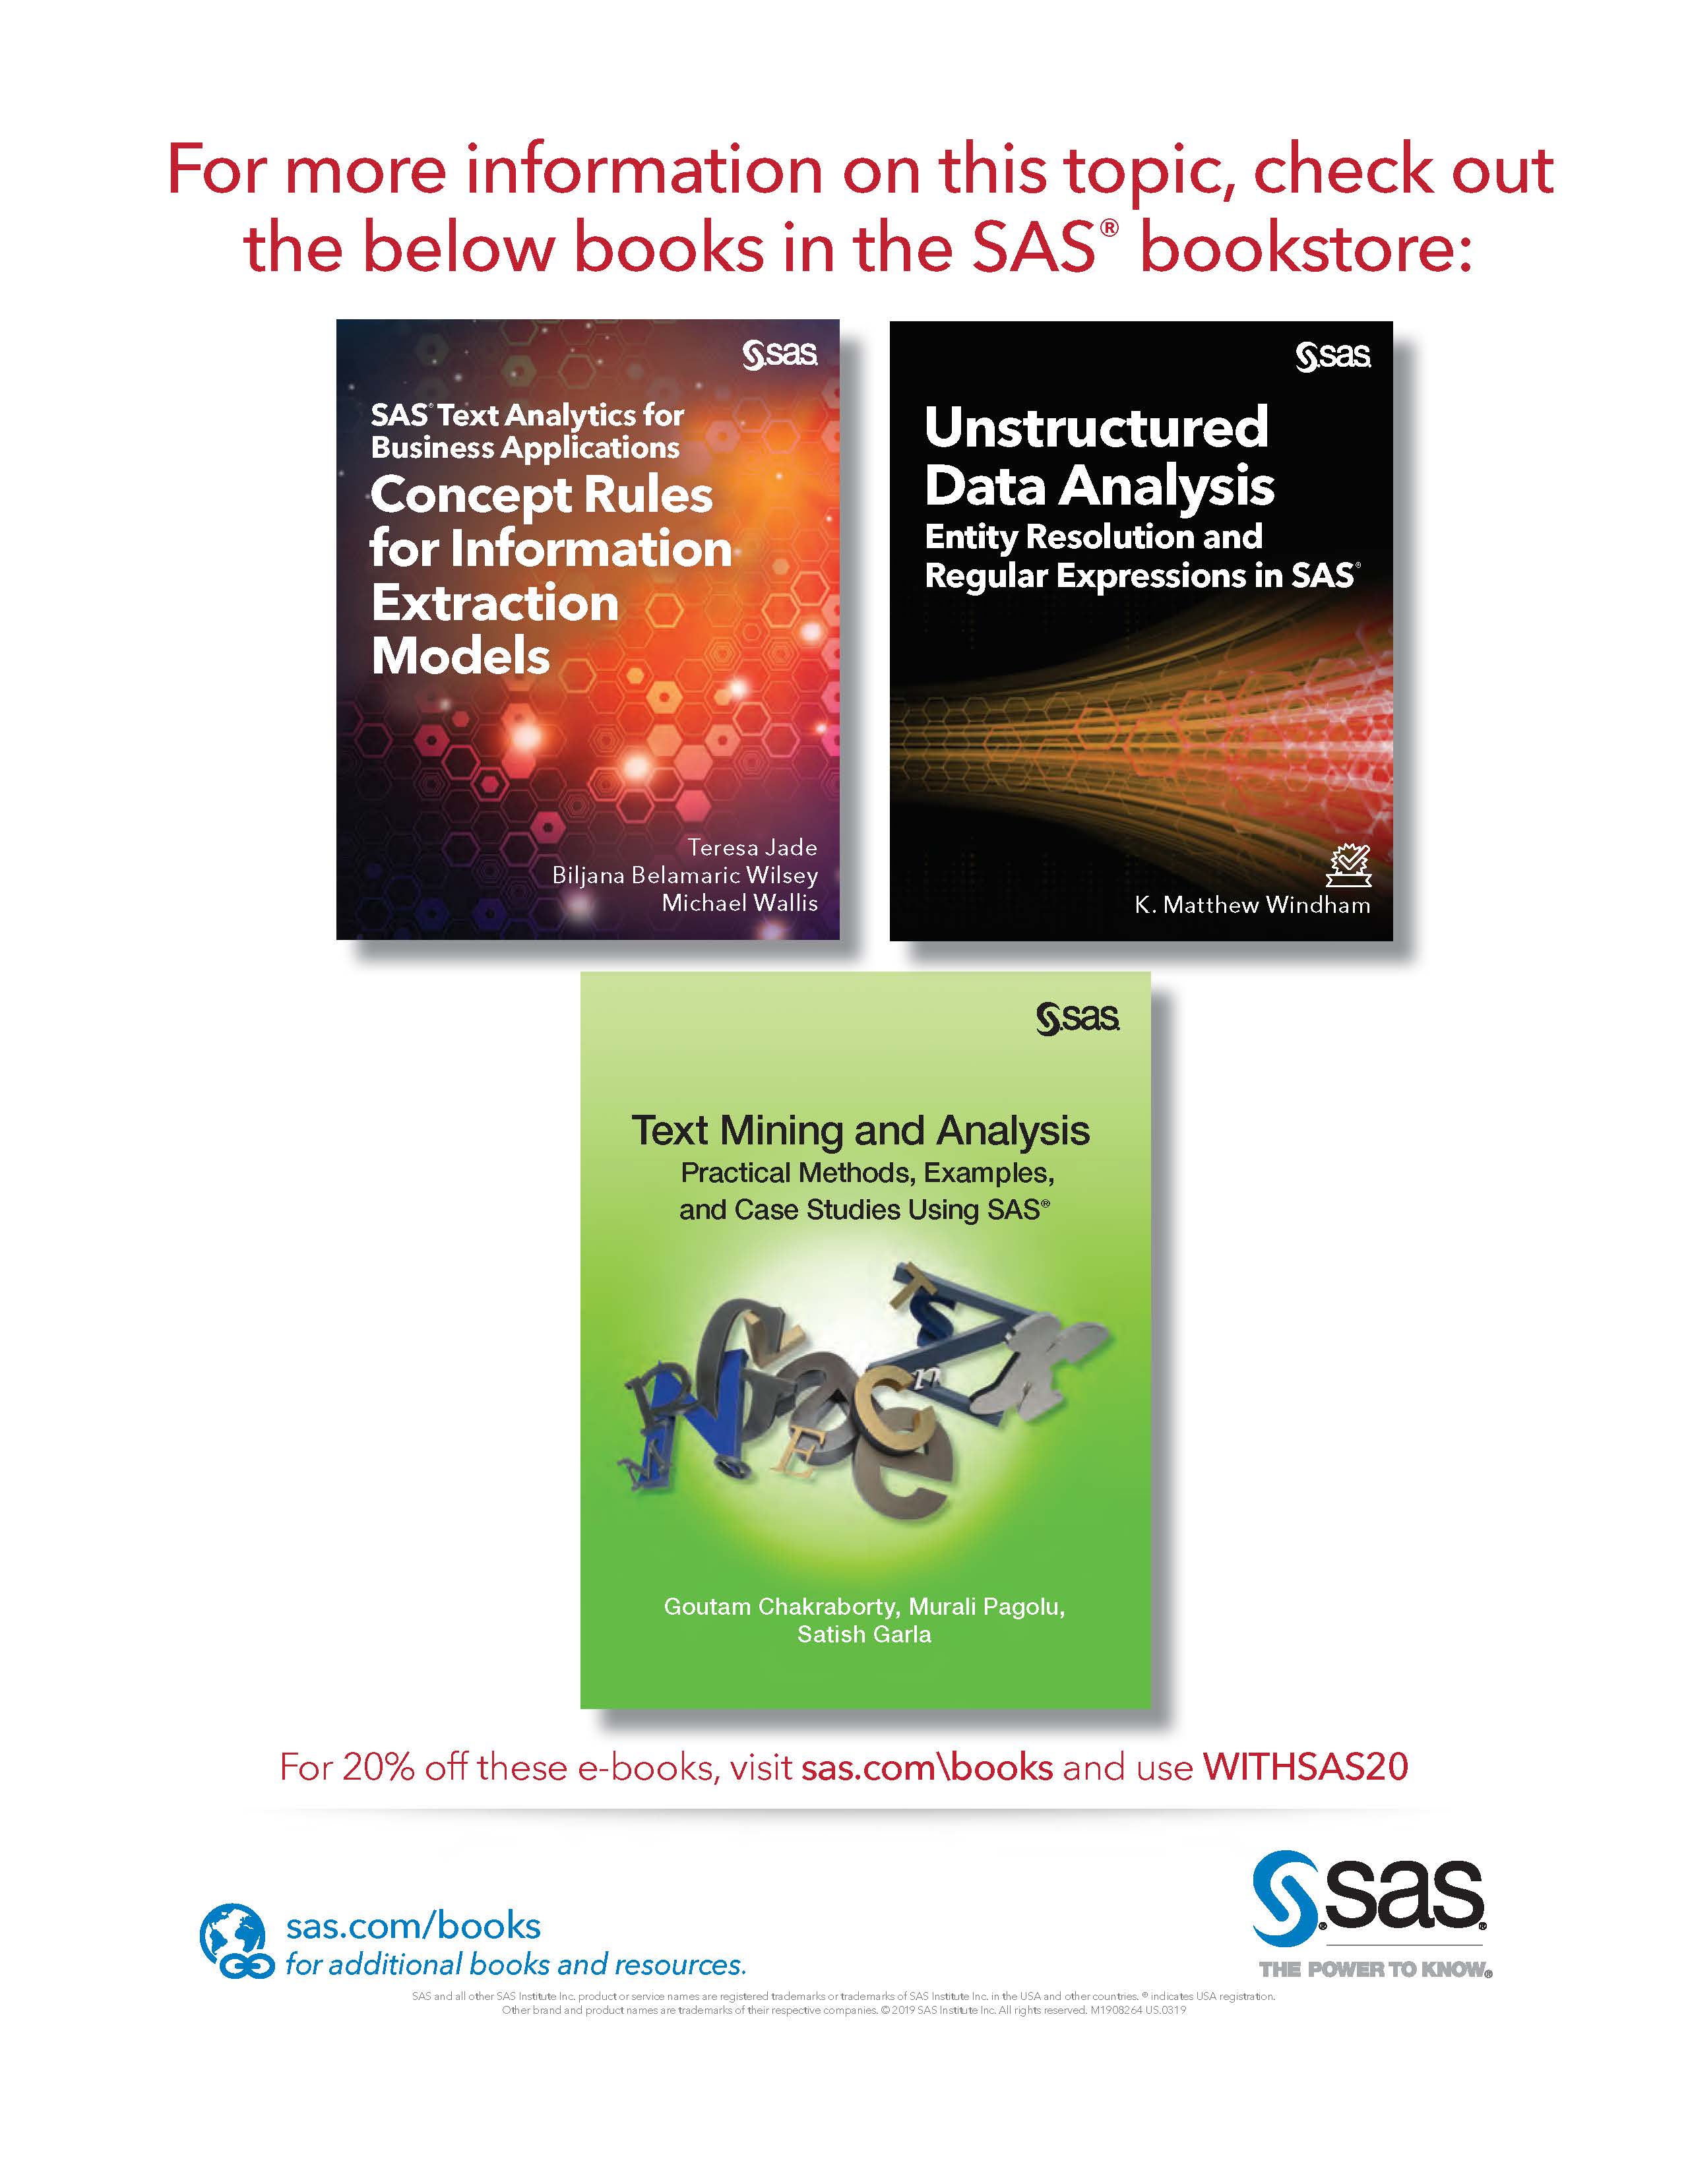 For more information on this topic, check out
the below books in the SAS® bookstore:
sas
SAS® Text Analytics for
Business Applications
Concept Rules
for Information
Extraction
Models
Teresa Jade
Biljana Belamaric Wilsey
Michael Wallis
sas
Unstructured
Data Analysis
Entity Resolution and
Regular Expressions in SAS®
K. Matthew Windham
sas
Text Mining and Analysis
Practical Methods, Examples,
and Case Studies Using SAS®
Goutam Chakraborty, Murali Pagolu,
Satish Garla
For 20% off these e-books, visit sas.com\books and use WITHSAS20
sas.com/books
for additional books and resources.
sas®
THE POWER TO KNOW®
SAS and all other SAS Institute Inc. product or service names are registered trademarks or trademarks of SAS Institute Inc. in the USA and other countries. ® indicates USA registration.
Other brand and product names are trademarks of their respective companies. © 2019 SAS Institute Inc. All rights reserved. M1908264 US.0319